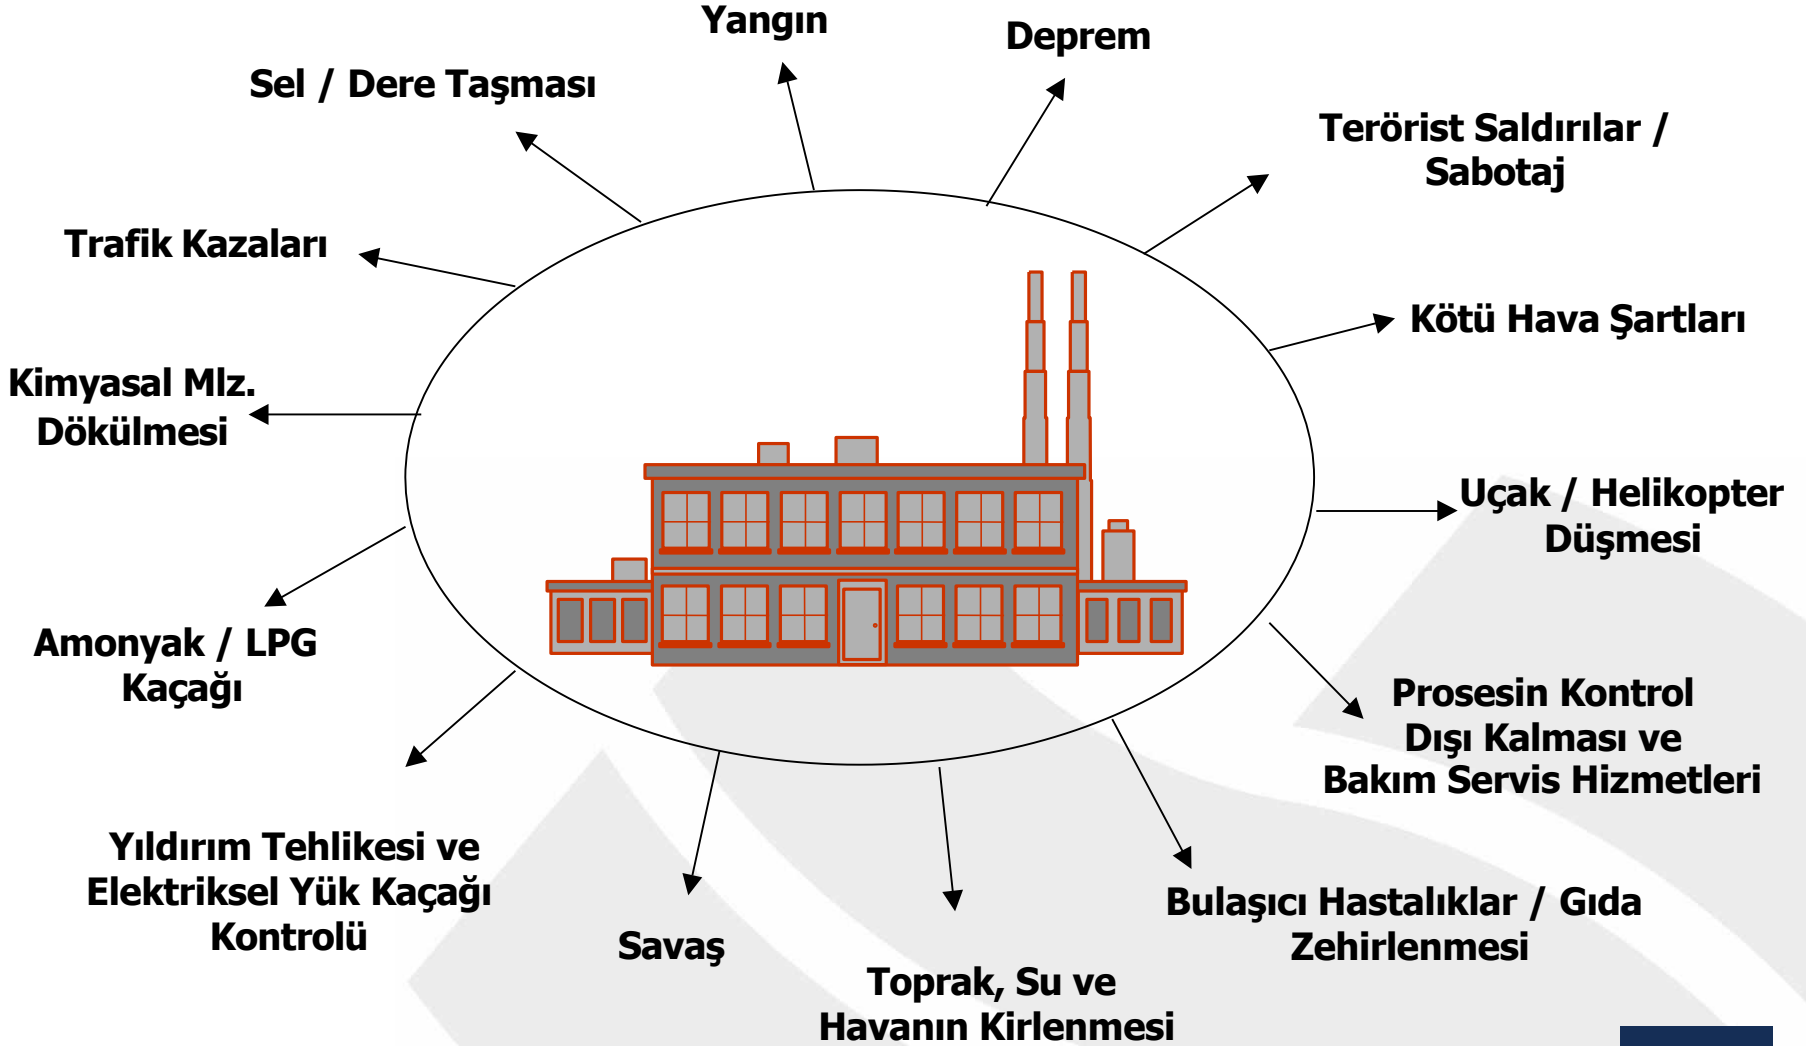 Yangın
Deprem
Sel / Dere Taşması
Terörist Saldırılar /
Sabotaj
Trafik Kazaları
Kötü Hava Şartları
Kimyasal Mlz.
Dökülmesi
Uçak / Helikopter
Düşmesi
Amonyak / LPG
Kaçağı
Prosesin Kontrol
Dışı Kalması ve
Bakım Servis Hizmetleri
Yıldırım Tehlikesi ve
Elektriksel Yük Kaçağı
Kontrolü
Savaş
Bulaşıcı Hastalıklar / Gıda
Zehirlenmesi
Toprak, Su ve
Havanın Kirlenmesi